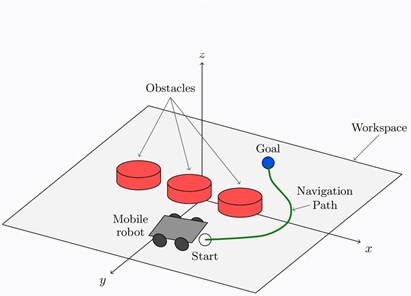 z
Obstacles
Workspace
Goal
Navigation
Path
Mobile
robot
Start
x
y